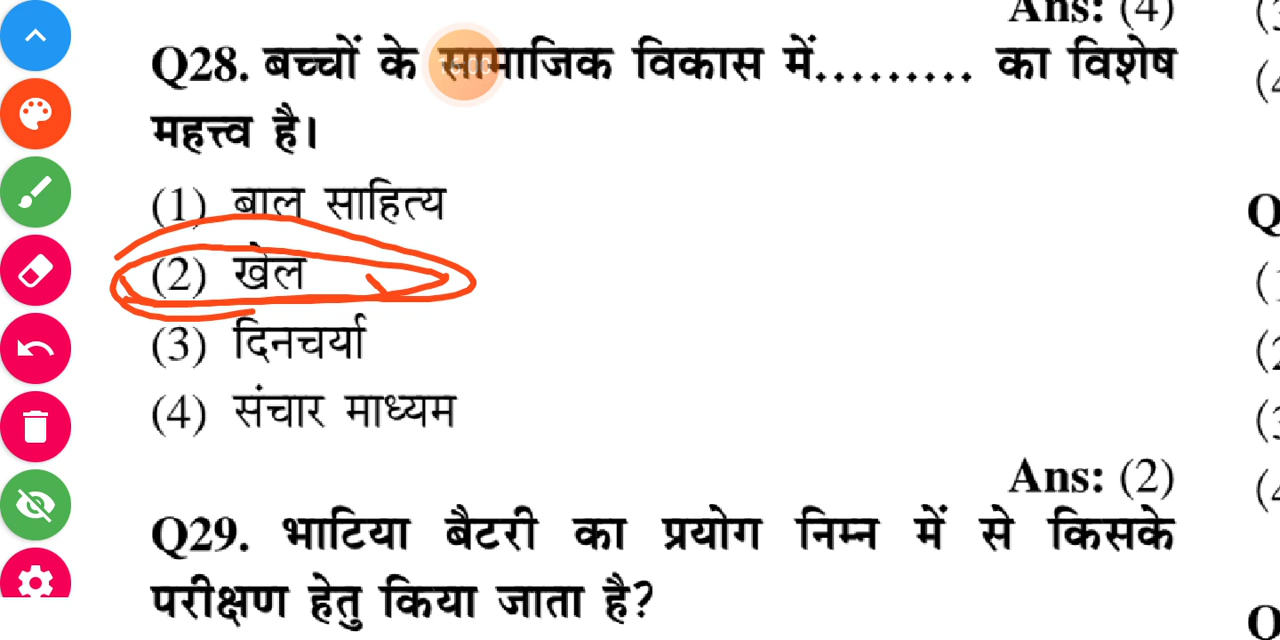 Ans: (4)
Q28. बच्चों के सामाजिक विकास में......... का विशेष
महत्त्व है।
(1) बाल साहित्य
(2) खेल
(3) दिनचर्या
(4) संचार माध्यम
Ans: (2)
Q29. भाटिया बैटरी का प्रयोग निम्न में से किसके
परीक्षण हेतु किया जाता है?